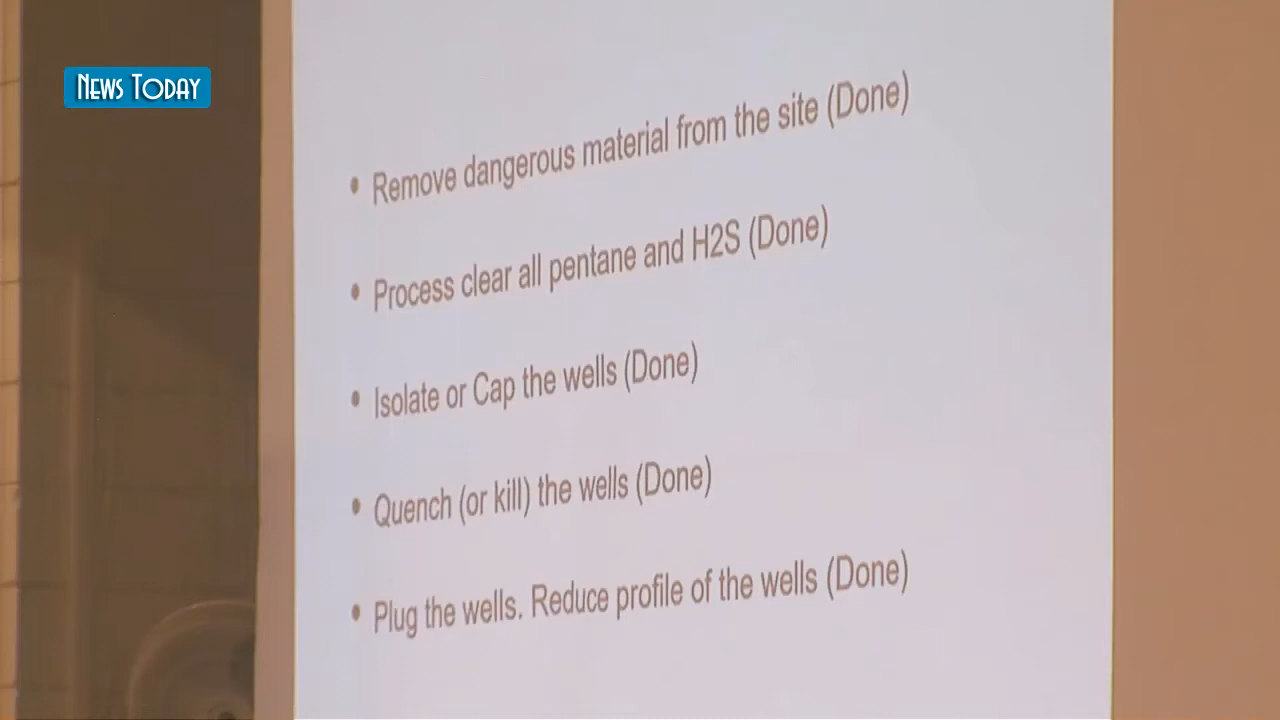 News Today
• Remove dangerous material from the site (Done)
• Process clear all pentane and H2S (Done)
• Isolate or Cap the wells (Done)
• Quench (or kill) the wells (Done)
• Plug the wells. Reduce profile of the wells (Done)